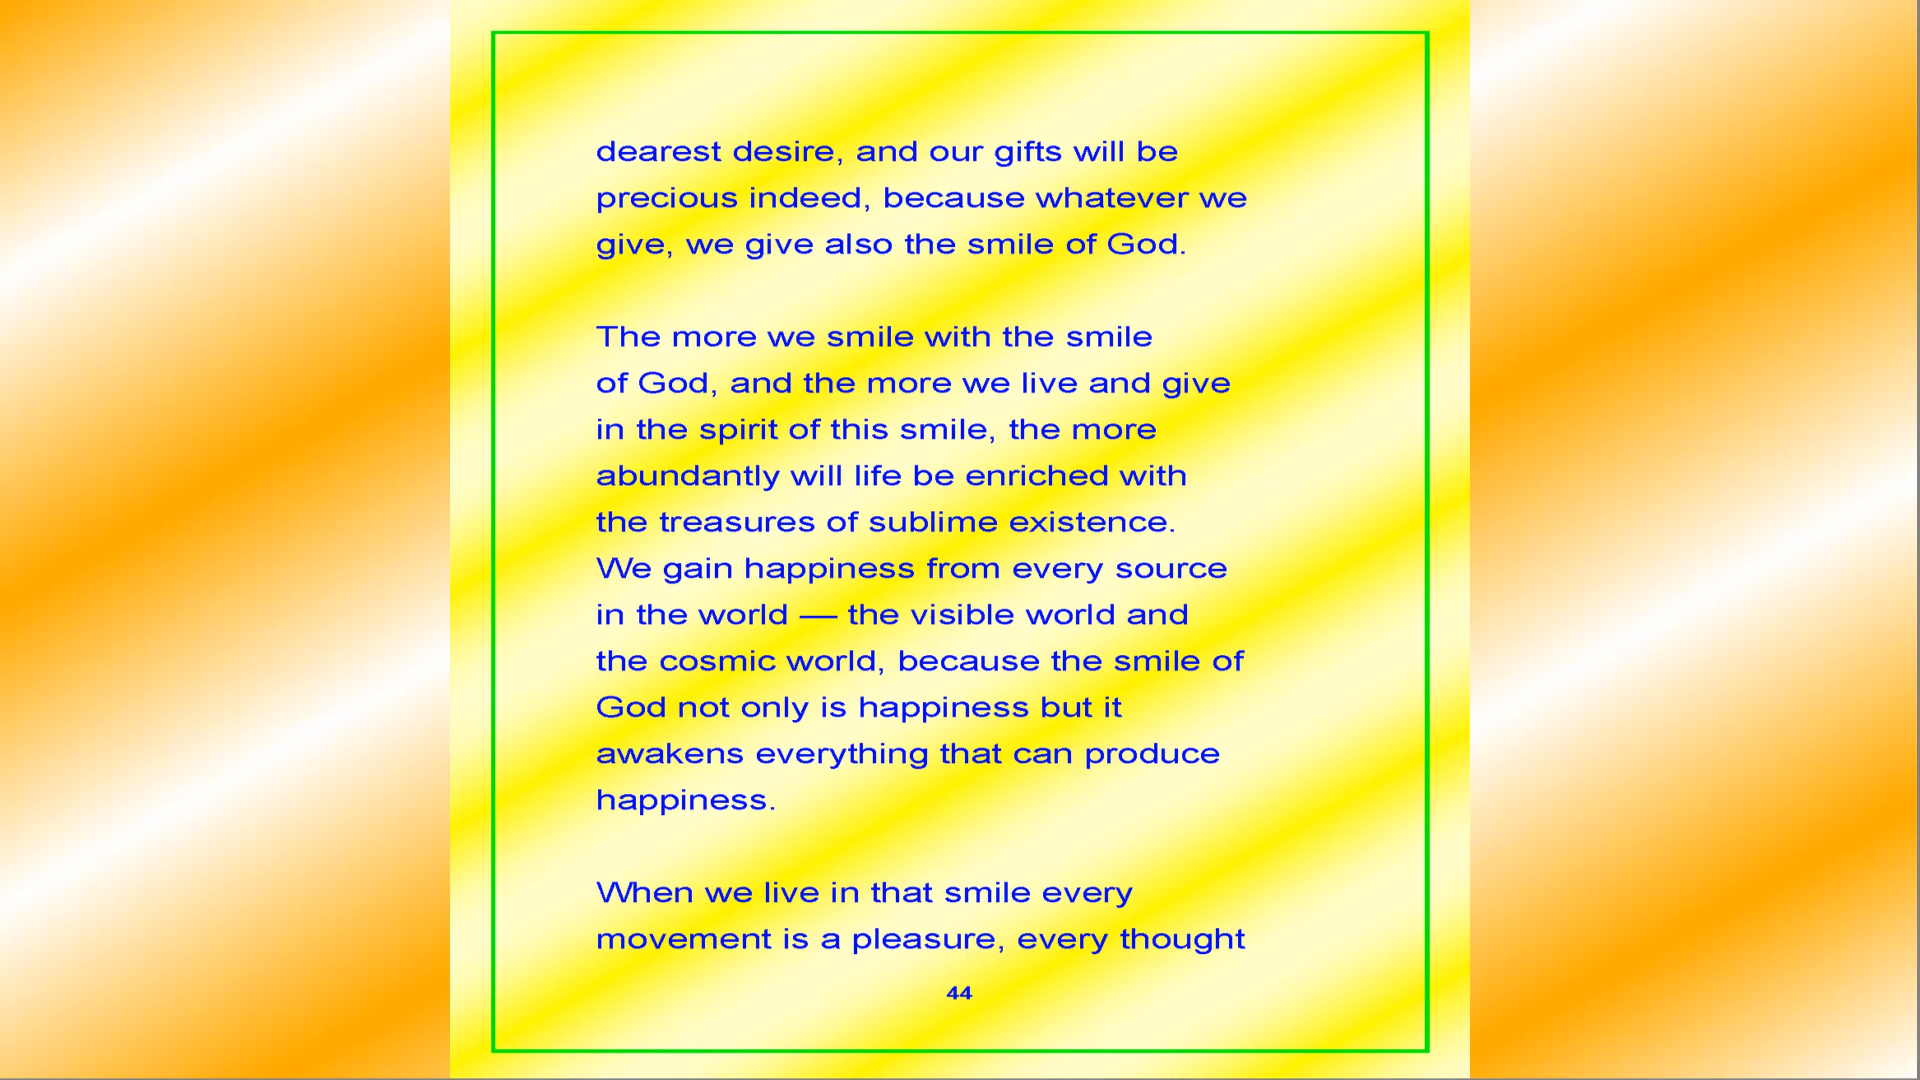 dearest desire, and our gifts will be
precious indeed, because whatever we
give, we give also the smile of God.
The more we smile with the smile
of God, and the more we live and give
in the spirit of this smile, the more
abundantly will life be enriched with
the treasures of sublime existence.
We gain happiness from every source
in the world — the visible world and
the cosmic world, because the smile of
God not only is happiness but it
awakens everything that can produce
happiness.
When we live in that smile every
movement is a pleasure, every thought
44